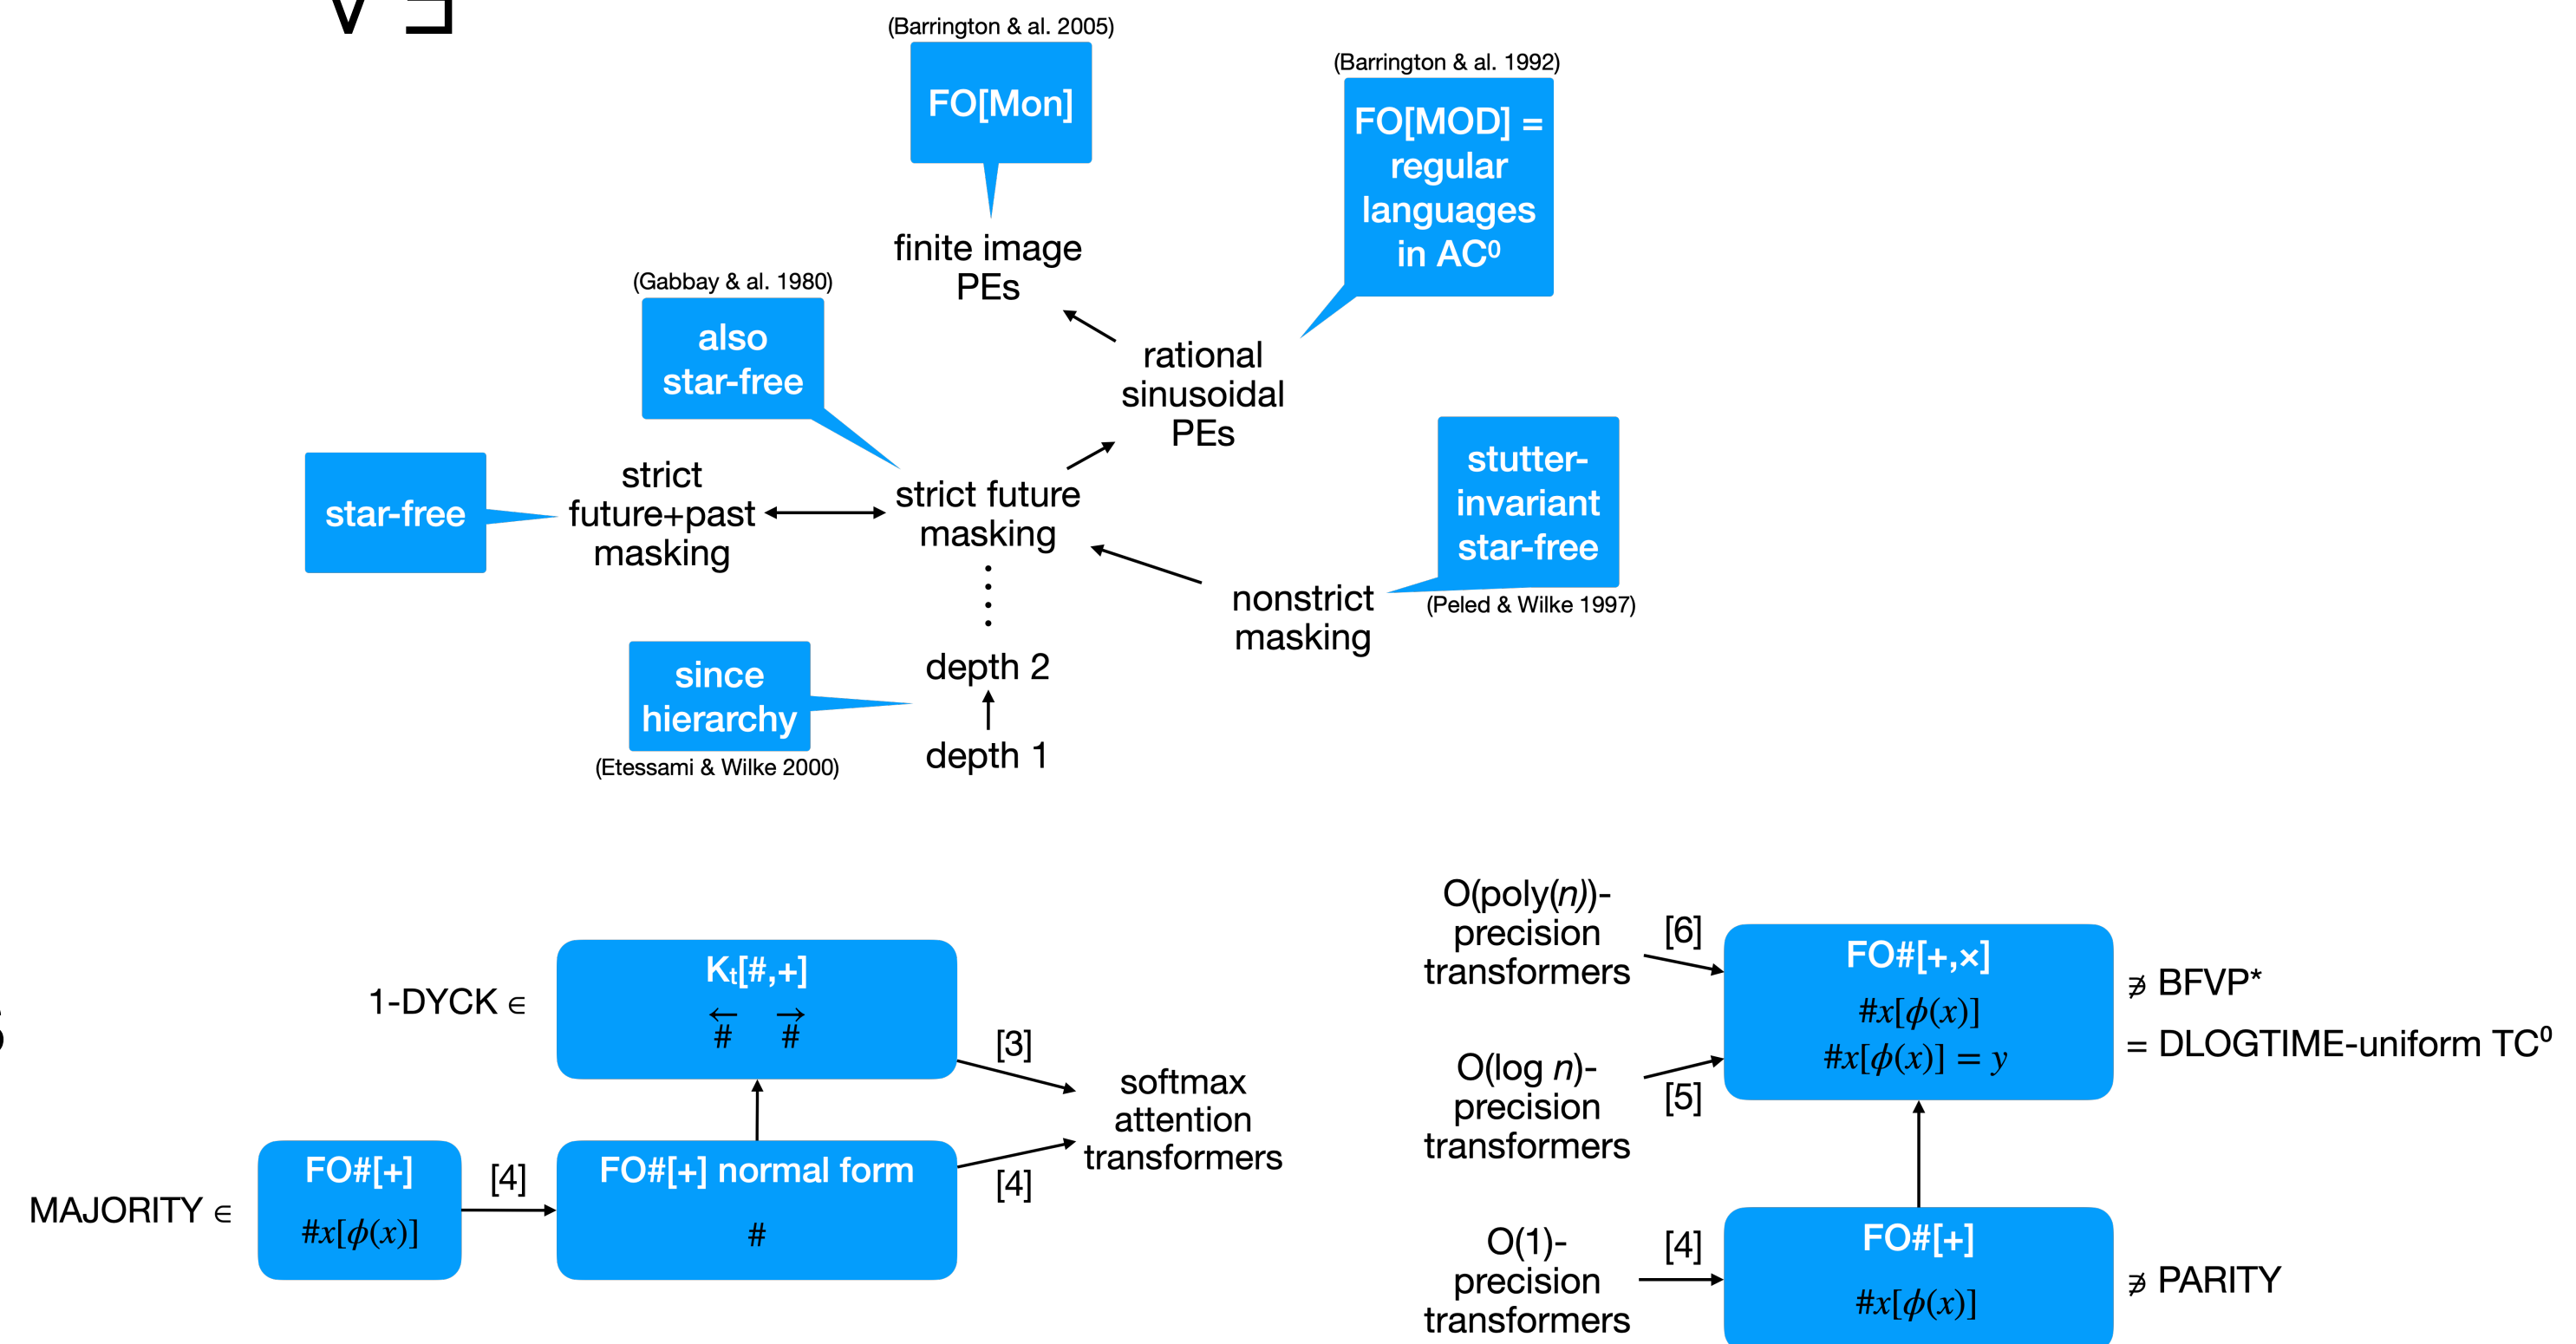 ∀ ∃
(Barrington & al. 2005)
FO[Mon]
(Barrington & al. 1992)
FO[MOD] =
regular
languages
in AC⁰
finite image
PEs
(Gabbay & al. 1980)
also
star-free
rational
sinusoidal
PEs
star-free
strict
future+past
masking
strict future
masking
stutter-
invariant
star-free
(Peled & Wilke 1997)
nonstrict
masking
since
hierarchy
(Etessami & Wilke 2000)
depth 2
depth 1
1-DYCK ∈
Kₜ[#,+]
←# →#
[3]
softmax
attention
transformers
MAJORITY ∈
FO#[+]
#x[ϕ(x)]
[4]
FO#[+] normal form
#
[4]
O(poly(n))-
precision
transformers
[6]
FO#[+,×]
#x[ϕ(x)]
#x[ϕ(x)] = y
∌ BFVP*
= DLOGTIME-uniform TC⁰
O(log n)-
precision
transformers
[5]
O(1)-
precision
transformers
[4]
FO#[+]
#x[ϕ(x)]
∌ PARITY